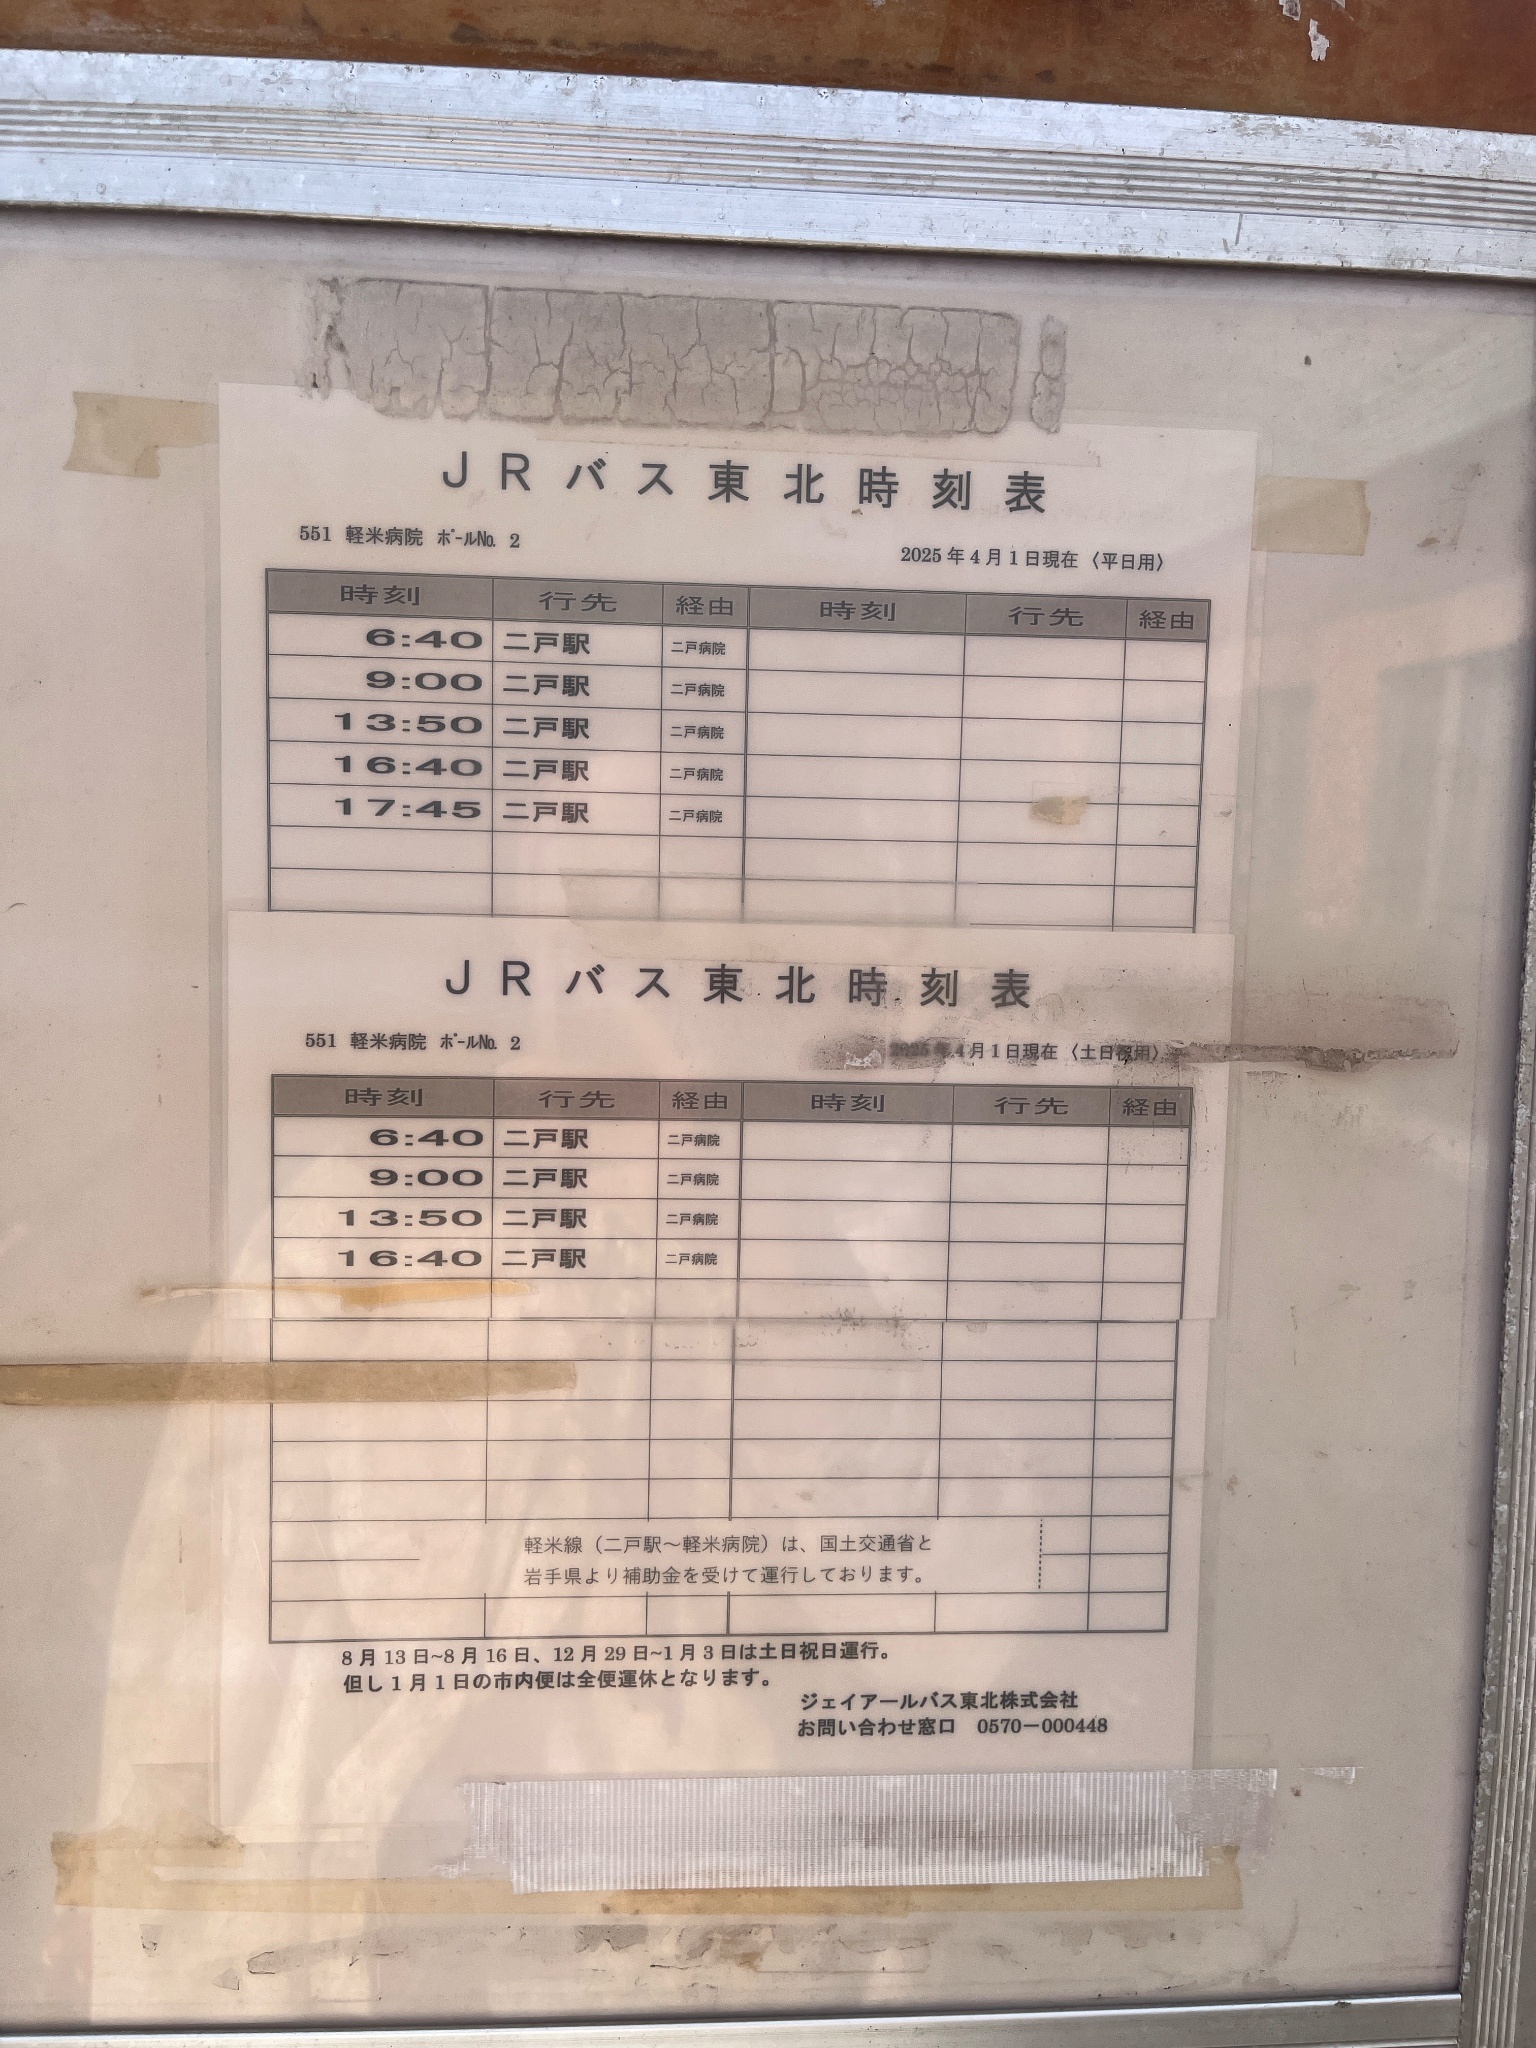 JRバス東北時刻表
551 軽米病院 ポールNo. 2
2025年4月1日現在〈平日用〉
時刻 行先 経由 時刻 行先 経由
6:40 二戸駅 二戸病院
9:00 二戸駅 二戸病院
13:50 二戸駅 二戸病院
16:40 二戸駅 二戸病院
17:45 二戸駅 二戸病院
JRバス東北時刻表
551 軽米病院 ポールNo. 2
2025年4月1日現在〈土日祝用〉
時刻 行先 経由 時刻 行先 経由
6:40 二戸駅 二戸病院
9:00 二戸駅 二戸病院
13:50 二戸駅 二戸病院
16:40 二戸駅 二戸病院
軽米線(二戸駅～軽米病院)は、国土交通省と
岩手県より補助金を受けて運行しております。
8月13日~8月16日、12月29日~1月3日は土日祝日運行。
但し1月1日の市内便は全便運休となります。
ジェイアールバス東北株式会社
お問い合わせ窓口 0570－000448